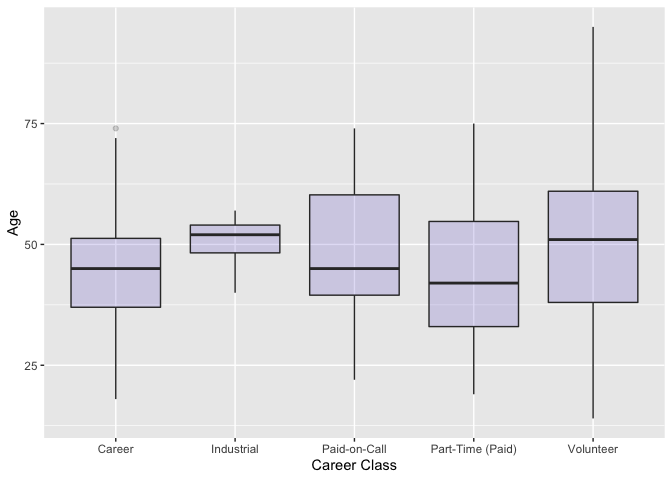 Age
75
50
25
Career Industrial Paid-on-Call Part-Time (Paid) Volunteer
Career Class